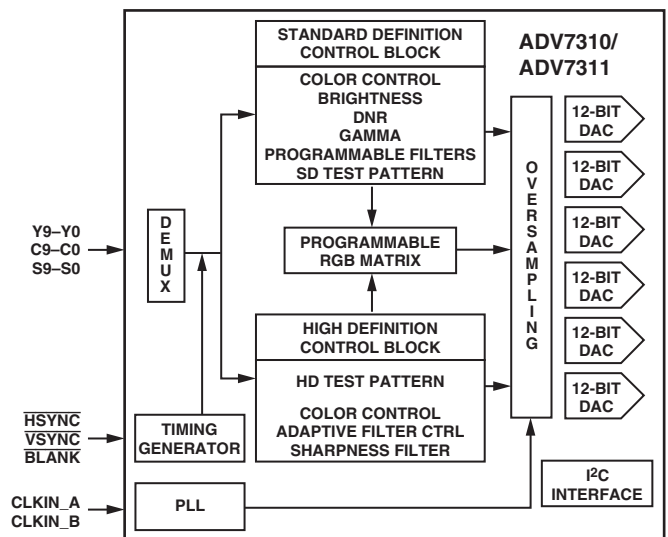 STANDARD DEFINITION
CONTROL BLOCK
COLOR CONTROL
BRIGHTNESS
DNR
GAMMA
PROGRAMMABLE FILTERS
SD TEST PATTERN
ADV7310/
ADV7311
12-BIT
DAC
12-BIT
DAC
12-BIT
DAC
12-BIT
DAC
12-BIT
DAC
12-BIT
DAC
OVERSAMPLING
Y9–Y0
C9–C0
S9–S0
DEMUX
PROGRAMMABLE
RGB MATRIX
HIGH DEFINITION
CONTROL BLOCK
HD TEST PATTERN
COLOR CONTROL
ADAPTIVE FILTER CTRL
SHARPNESS FILTER
HSYNC
VSYNC
BLANK
TIMING
GENERATOR
CLKIN_A
CLKIN_B
PLL
I²C
INTERFACE